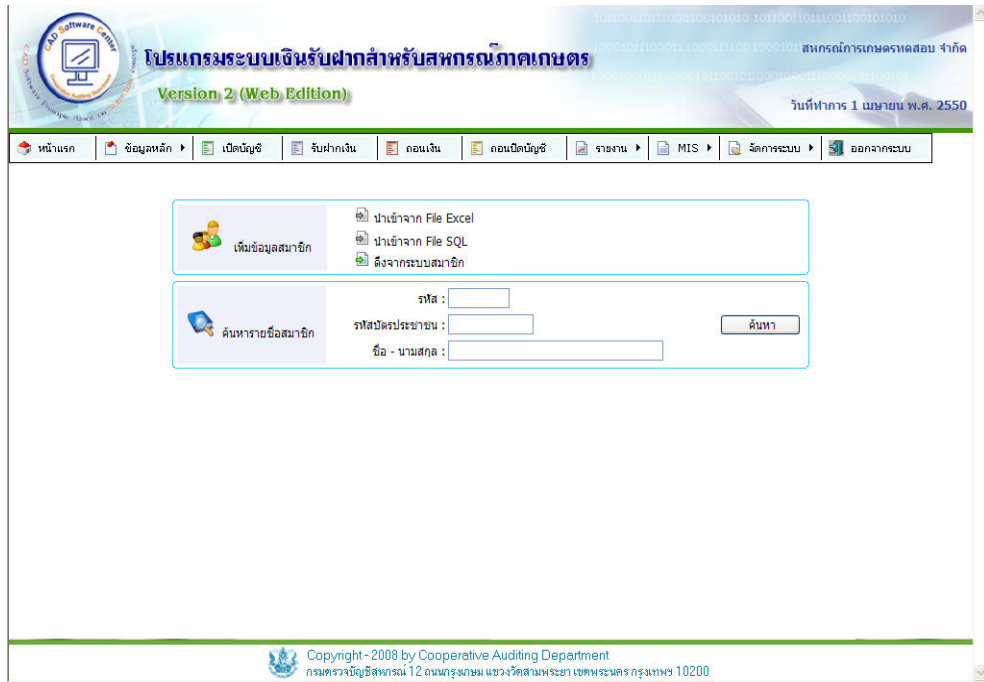 CAD Software Center
โปรแกรมระบบเงินรับฝากสำหรับสหกรณ์ภาคเกษตร
Version 2 (Web Edition)
สหกรณ์การเกษตรทดสอบ จำกัด
วันที่ทำการ 1 เมษายน พ.ศ. 2550
หน้าแรก ข้อมูลหลัก เปิดบัญชี รับฝากเงิน ถอนเงิน ถอนปิดบัญชี รายงาน MIS จัดการระบบ ออกจากระบบ
เพิ่มข้อมูลสมาชิก
นำเข้าจาก File Excel
นำเข้าจาก File SQL
ดึงจากระบบสมาชิก
ค้นหารายชื่อสมาชิก
รหัส :
รหัสบัตรประชาชน :
ชื่อ - นามสกุล :
ค้นหา
Copyright - 2008 by Cooperative Auditing Department
กรมตรวจบัญชีสหกรณ์ 12 ถนนกรุงเกษม แขวงวัดสามพระยา เขตพระนคร กรุงเทพฯ 10200